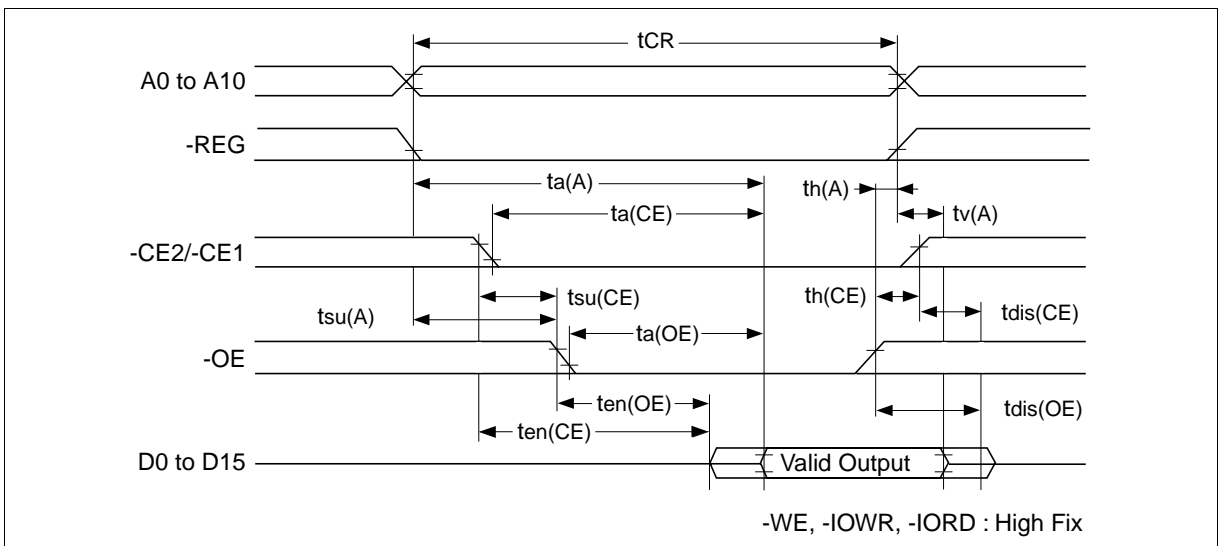 tCR
A0 to A10
-REG
ta(A)
th(A)
ta(CE)
tv(A)
-CE2/-CE1
tsu(CE)
th(CE)
tsu(A)
tdis(CE)
ta(OE)
-OE
ten(OE)
tdis(OE)
ten(CE)
D0 to D15
Valid Output
-WE, -IOWR, -IORD : High Fix